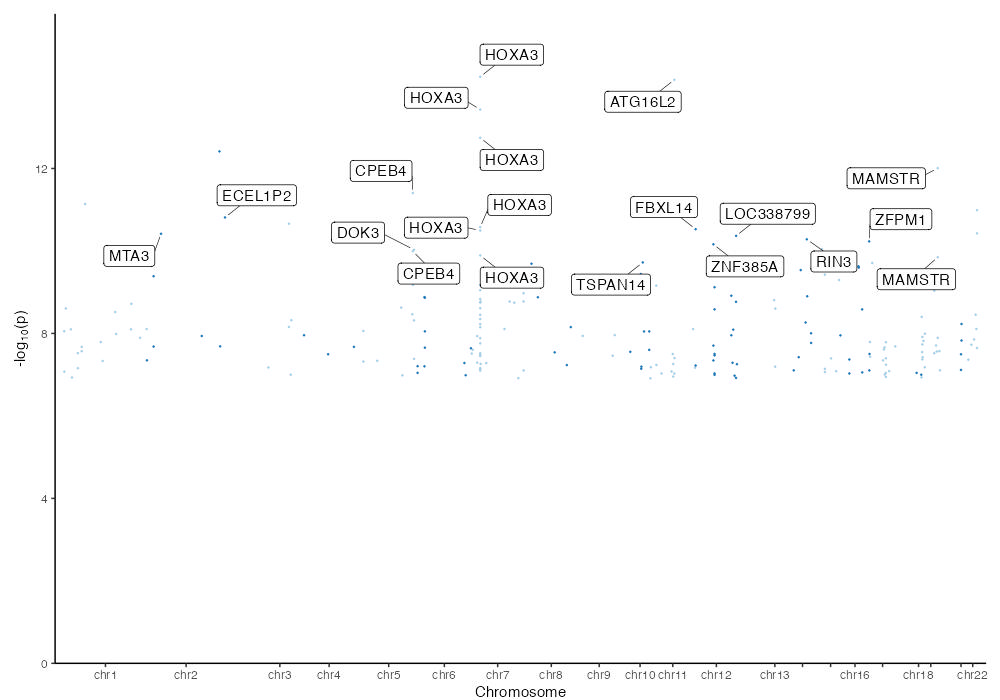 HOXA3
HOXA3
ATG16L2
HOXA3
12
CPEB4
MAMSTR
ECEL1P2
HOXA3
FBXL14
LOC338799
ZFPM1
HOXA3
DOK3
MTA3
RIN3
ZNF385A
CPEB4
HOXA3
TSPAN14
MAMSTR
-log10(p)
8
4
0
chr1 chr2 chr3 chr4 chr5 chr6 chr7 chr8 chr9 chr10 chr11 chr12 chr13 chr16 chr18 chr22
Chromosome